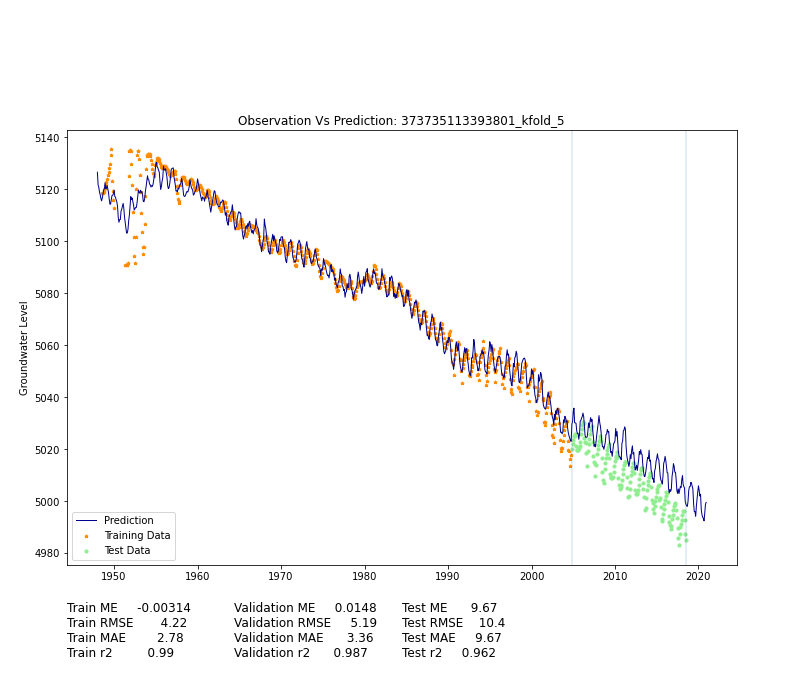 Observation Vs Prediction: 373735113393801_kfold_5
5140
5120
5100
5080
5060
5040
5020
5000
4980
Groundwater Level
Prediction
Training Data
Test Data
1950 1960 1970 1980 1990 2000 2010 2020
Train ME -0.00314 Validation ME 0.0148 Test ME 9.67
Train RMSE 4.22 Validation RMSE 5.19 Test RMSE 10.4
Train MAE 2.78 Validation MAE 3.36 Test MAE 9.67
Train r2 0.99 Validation r2 0.987 Test r2 0.962